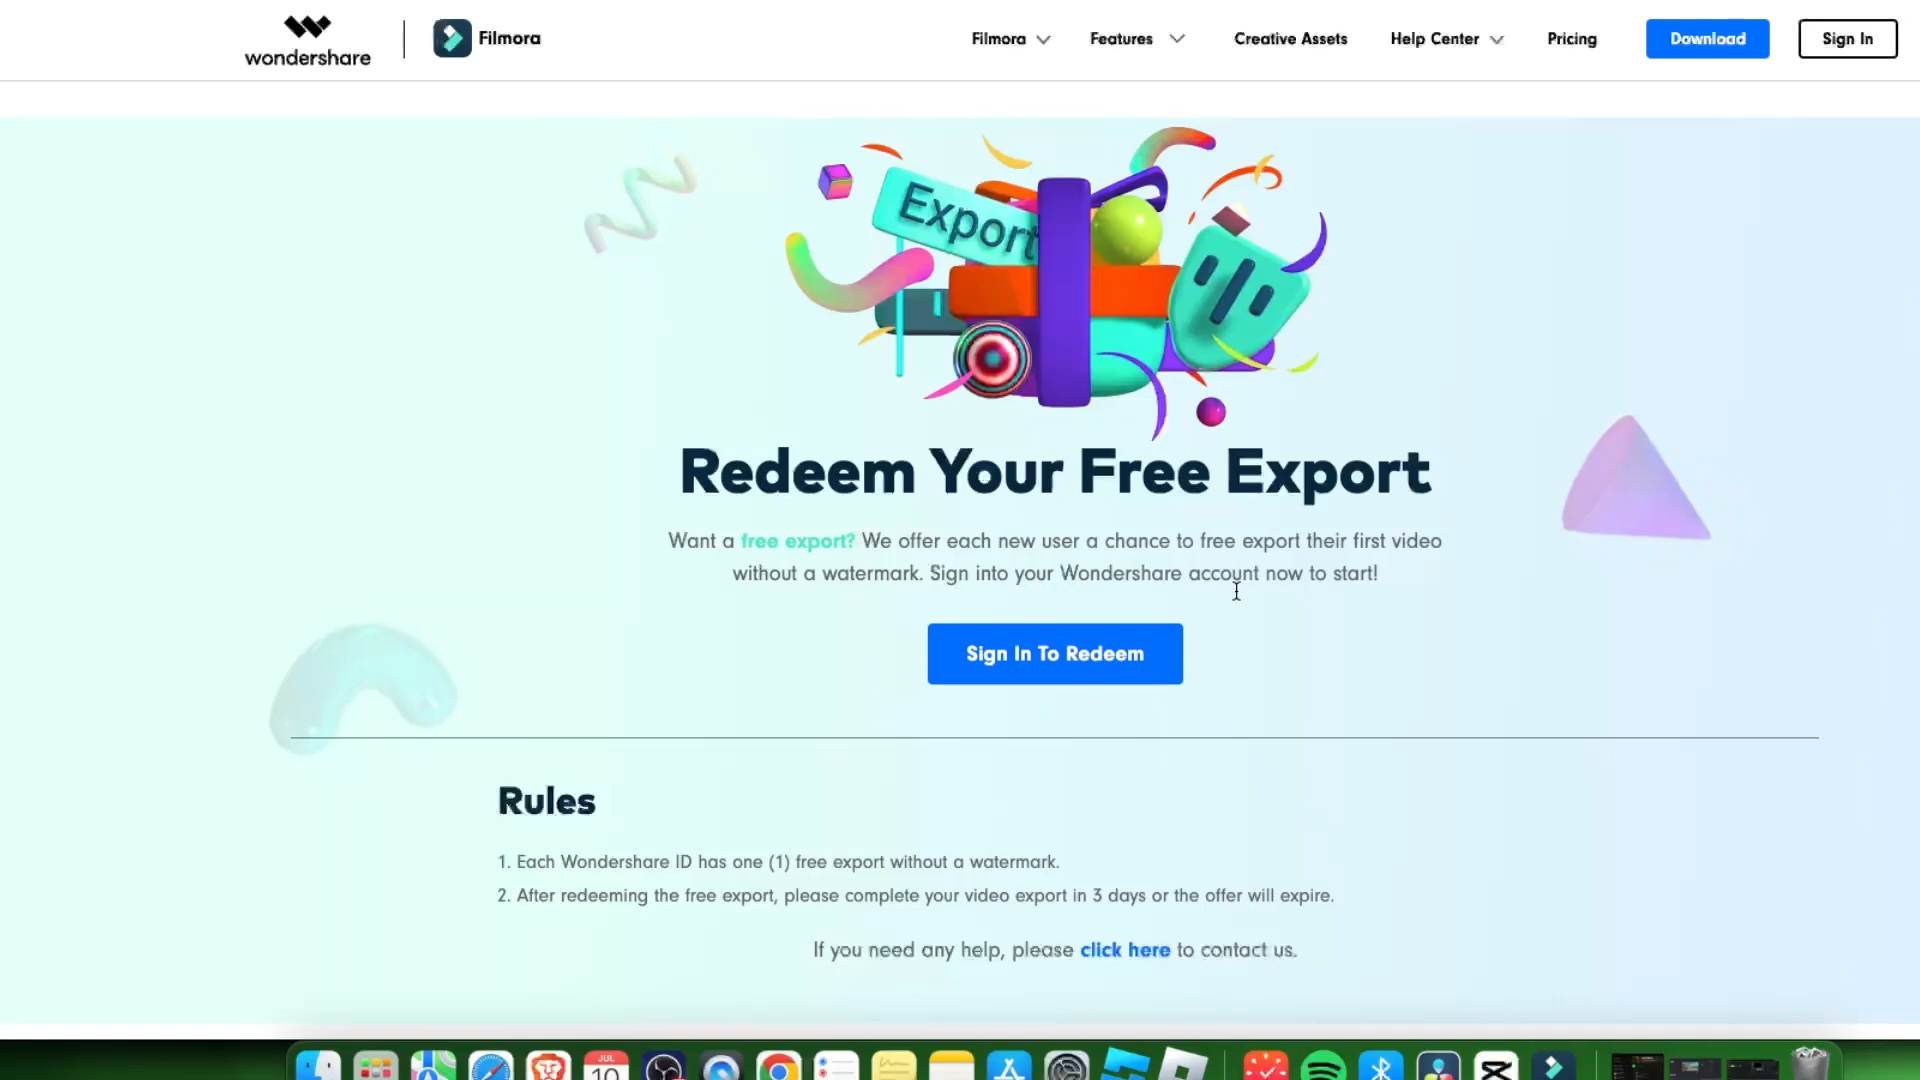 wondershare
Filmora
Filmora
Features
Creative Assets
Help Center
Pricing
Download
Sign In
Export
Redeem Your Free Export
Want a free export? We offer each new user a chance to free export their first video
without a watermark. Sign into your Wondershare account now to start!
Sign In To Redeem
Rules
1. Each Wondershare ID has one (1) free export without a watermark.
2. After redeeming the free export, please complete your video export in 3 days or the offer will expire.
If you need any help, please click here to contact us.
JUL
10